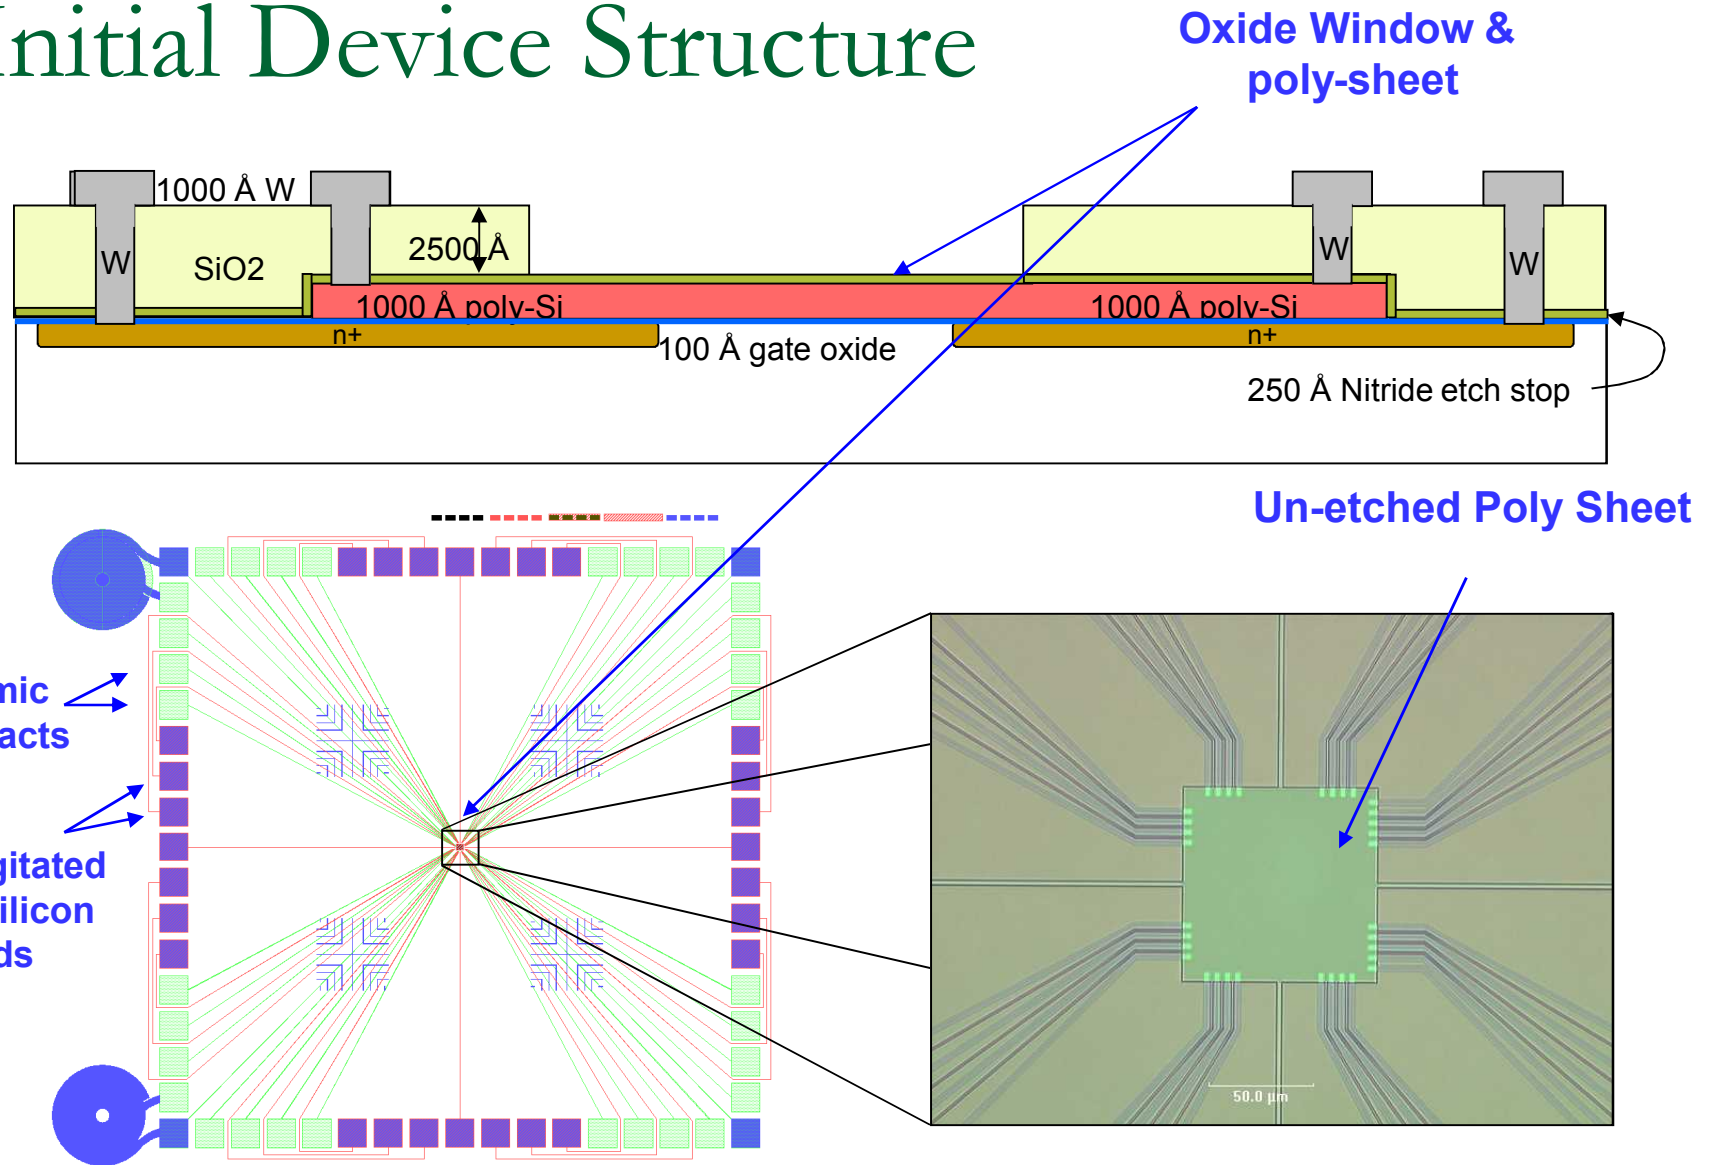 Initial Device Structure
Oxide Window &
poly-sheet
1000 Å W
W
SiO2
2500 Å
W
W
1000 Å poly-Si
1000 Å poly-Si
n+
n+
100 Å gate oxide
250 Å Nitride etch stop
Un-etched Poly Sheet
mic
acts
gitated
ilicon
ds
50.0 µm